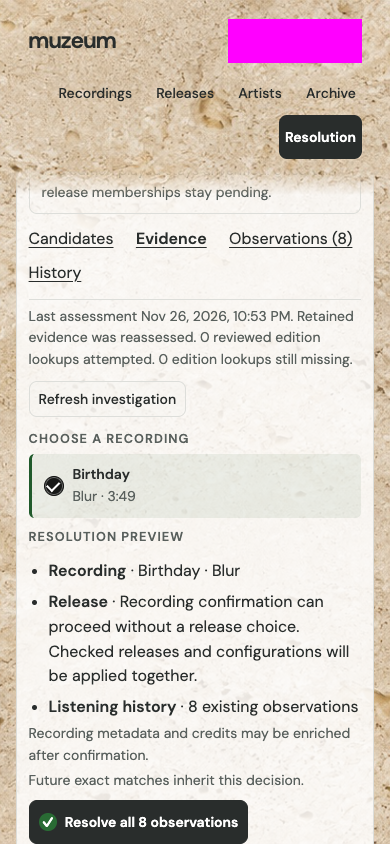 muzeum
Recordings Releases Artists Archive
Resolution
release memberships stay pending.
Candidates Evidence Observations (8)
History
Last assessment Nov 26, 2026, 10:53 PM. Retained
evidence was reassessed. 0 reviewed edition
lookups attempted. 0 edition lookups still missing.
Refresh investigation
CHOOSE A RECORDING
Birthday
Blur · 3:49
RESOLUTION PREVIEW
• Recording · Birthday · Blur
• Release · Recording confirmation can
proceed without a release choice.
Checked releases and configurations will
be applied together.
• Listening history · 8 existing observations
Recording metadata and credits may be enriched
after confirmation.
Future exact matches inherit this decision.
Resolve all 8 observations